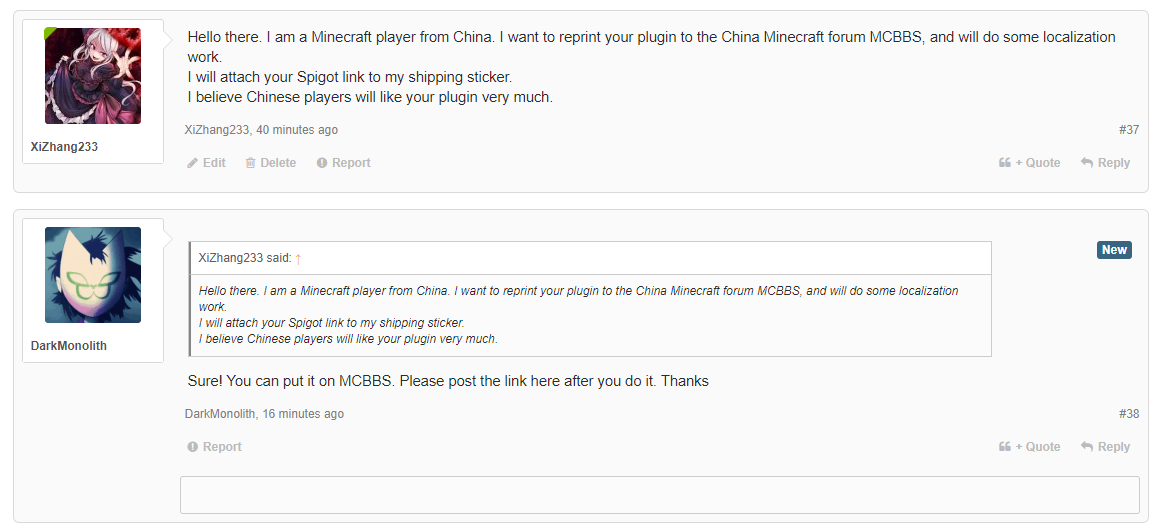 Hello there. I am a Minecraft player from China. I want to reprint your plugin to the China Minecraft forum MCBBS, and will do some localization
work.
I will attach your Spigot link to my shipping sticker.
I believe Chinese players will like your plugin very much.
XiZhang233
XiZhang233, 40 minutes ago #37
Edit Delete Report + Quote Reply
XiZhang233 said: ↑ New
Hello there. I am a Minecraft player from China. I want to reprint your plugin to the China Minecraft forum MCBBS, and will do some localization
work.
I will attach your Spigot link to my shipping sticker.
I believe Chinese players will like your plugin very much.
DarkMonolith
Sure! You can put it on MCBBS. Please post the link here after you do it. Thanks
DarkMonolith, 16 minutes ago #38
Report + Quote Reply